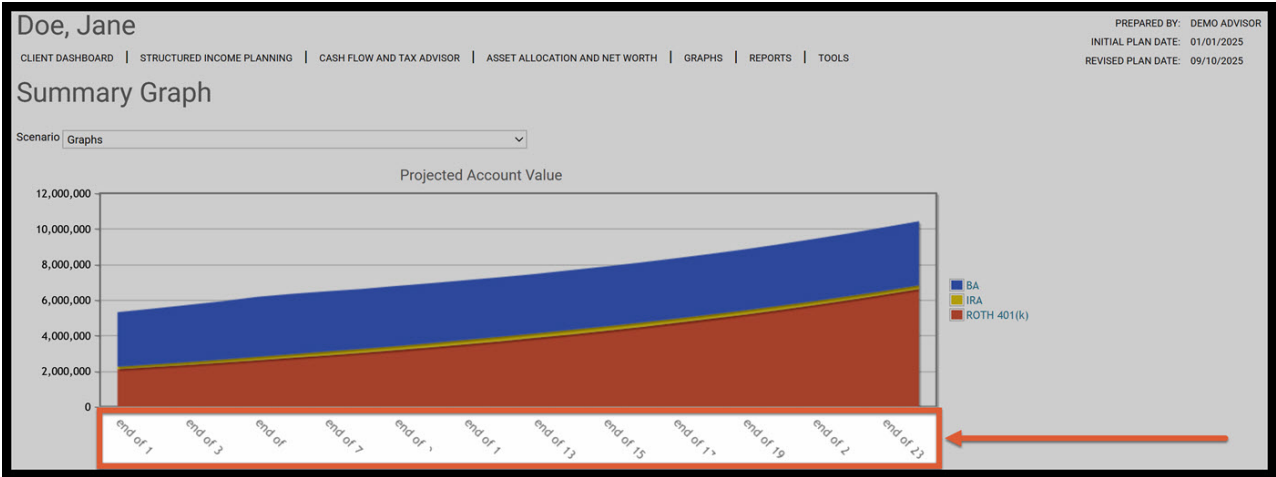 Doe, Jane
PREPARED BY: DEMO ADVISOR
INITIAL PLAN DATE: 01/01/2025
REVISED PLAN DATE: 09/10/2025
CLIENT DASHBOARD | STRUCTURED INCOME PLANNING | CASH FLOW AND TAX ADVISOR | ASSET ALLOCATION AND NET WORTH | GRAPHS | REPORTS | TOOLS
Summary Graph
Scenario Graphs
Projected Account Value
12,000,000
10,000,000
8,000,000
6,000,000
4,000,000
2,000,000
0
BA
IRA
ROTH 401(k)
end of 1
end of 3
end of
end of 7
end of
end of 1
end of 13
end of 15
end of 17
end of 19
end of 2
end of 23